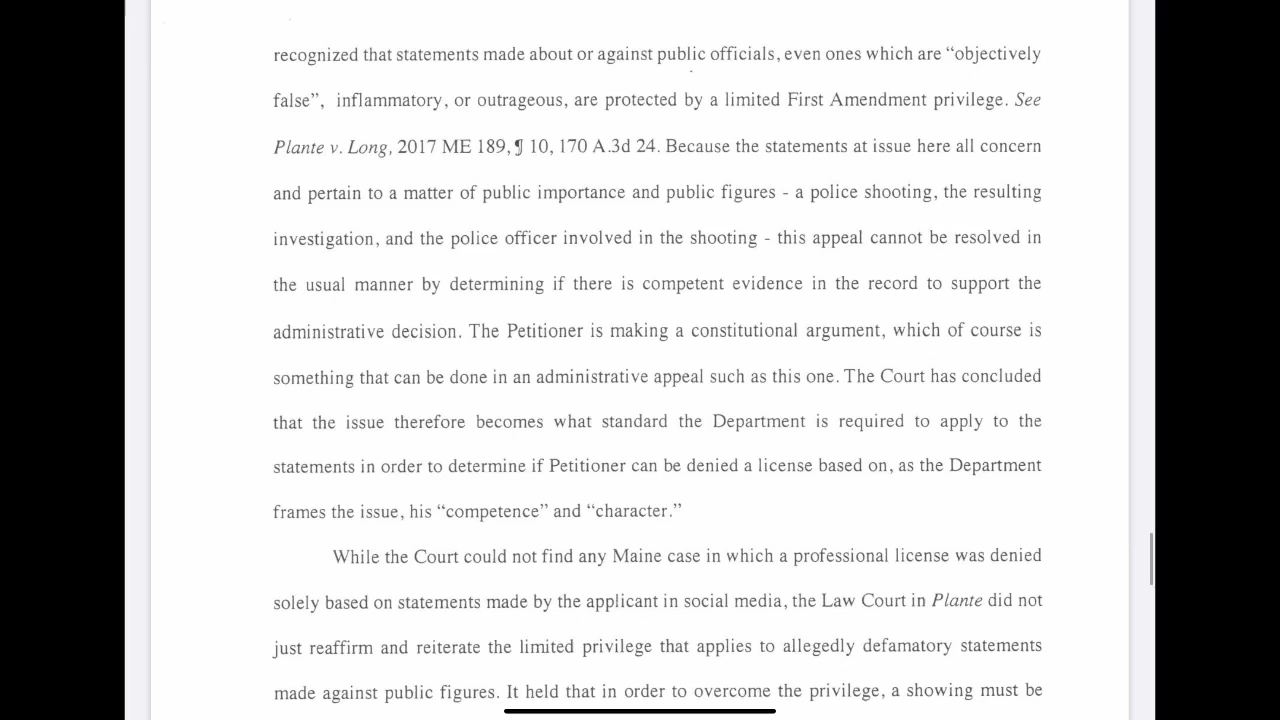 recognized that statements made about or against public officials, even ones which are “objectively
false”, inflammatory, or outrageous, are protected by a limited First Amendment privilege. See
Plante v. Long, 2017 ME 189, ¶ 10, 170 A.3d 24. Because the statements at issue here all concern
and pertain to a matter of public importance and public figures - a police shooting, the resulting
investigation, and the police officer involved in the shooting - this appeal cannot be resolved in
the usual manner by determining if there is competent evidence in the record to support the
administrative decision. The Petitioner is making a constitutional argument, which of course is
something that can be done in an administrative appeal such as this one. The Court has concluded
that the issue therefore becomes what standard the Department is required to apply to the
statements in order to determine if Petitioner can be denied a license based on, as the Department
frames the issue, his “competence” and “character.”
While the Court could not find any Maine case in which a professional license was denied
solely based on statements made by the applicant in social media, the Law Court in Plante did not
just reaffirm and reiterate the limited privilege that applies to allegedly defamatory statements
made against public figures. It held that in order to overcome the privilege, a showing must be